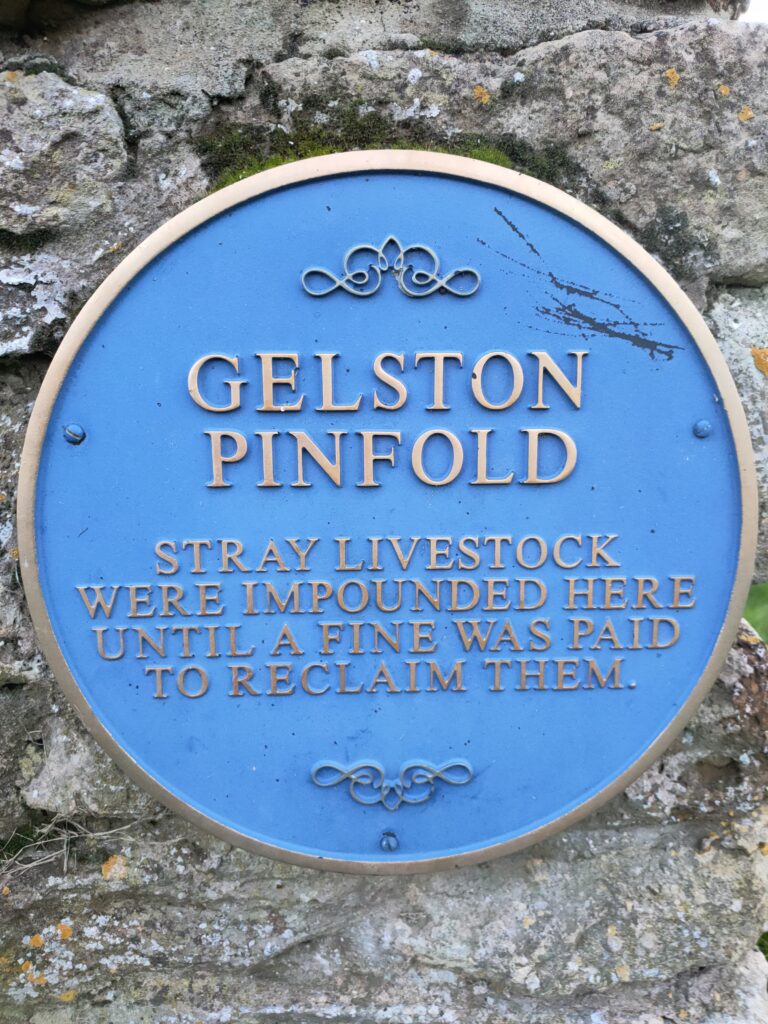 GELSTON
PINFOLD
STRAY LIVESTOCK
WERE IMPOUNDED HERE
UNTIL A FINE WAS PAID
TO RECLAIM THEM.